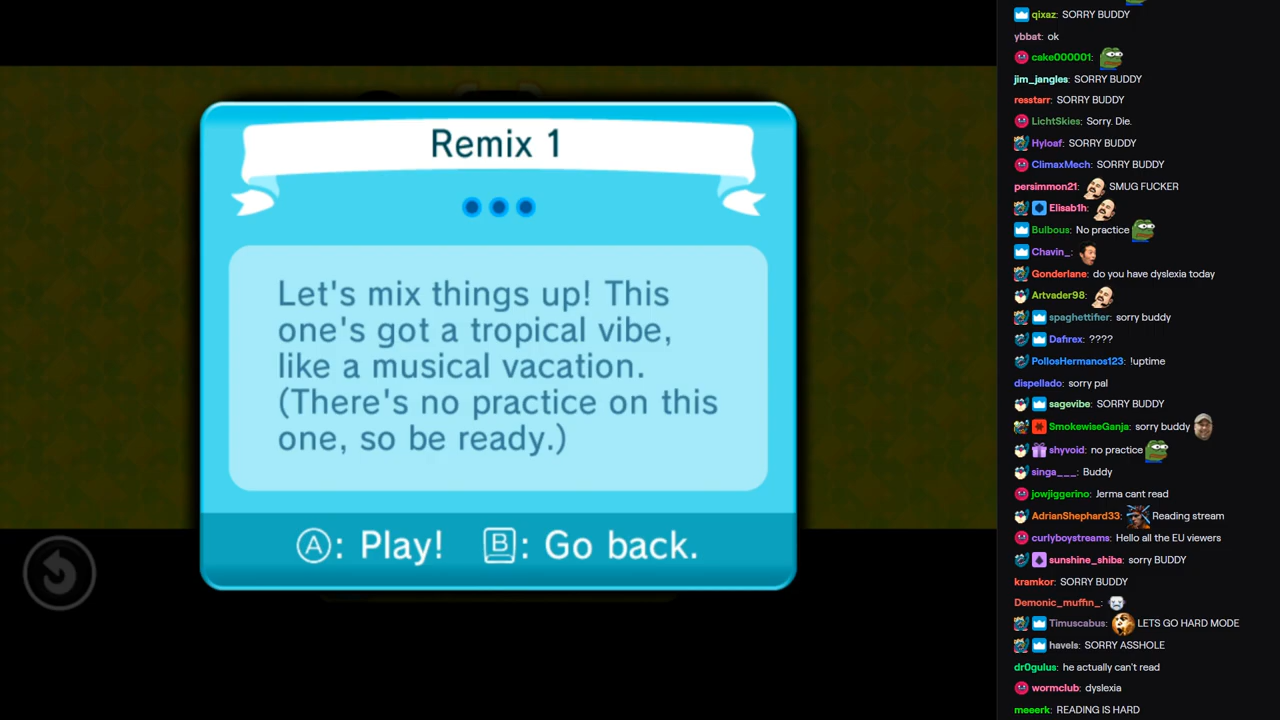 Remix 1
Let's mix things up! This
one's got a tropical vibe,
like a musical vacation.
(There's no practice on this
one, so be ready.)
A: Play! B: Go back.
qixaz: SORRY BUDDY
ybbat: ok
cake000001:
jim_jangles: SORRY BUDDY
resstarr: SORRY BUDDY
LichtSkies: Sorry. Die.
Hyloaf: SORRY BUDDY
ClimaxMech: SORRY BUDDY
persimmon21: SMUG FUCKER
Elisab1h:
Bulbous: No practice
Chavin_:
Gonderlane: do you have dyslexia today
Artvader98:
spaghettifier: sorry buddy
Dafirex: ????
PollosHermanos123: !uptime
dispellado: sorry pal
sagevibe: SORRY BUDDY
SmokewiseGanja: sorry buddy
shyvoid: no practice
singa___: Buddy
jowjiggerino: Jerma cant read
AdrianShephard33: Reading stream
curlyboystreams: Hello all the EU viewers
sunshine_shiba: sorry BUDDY
kramkor: SORRY BUDDY
Demonic_muffin_:
Timuscabus: LETS GO HARD MODE
havels: SORRY ASSHOLE
dr0gulus: he actually can't read
wormclub: dyslexia
meeerk: READING IS HARD